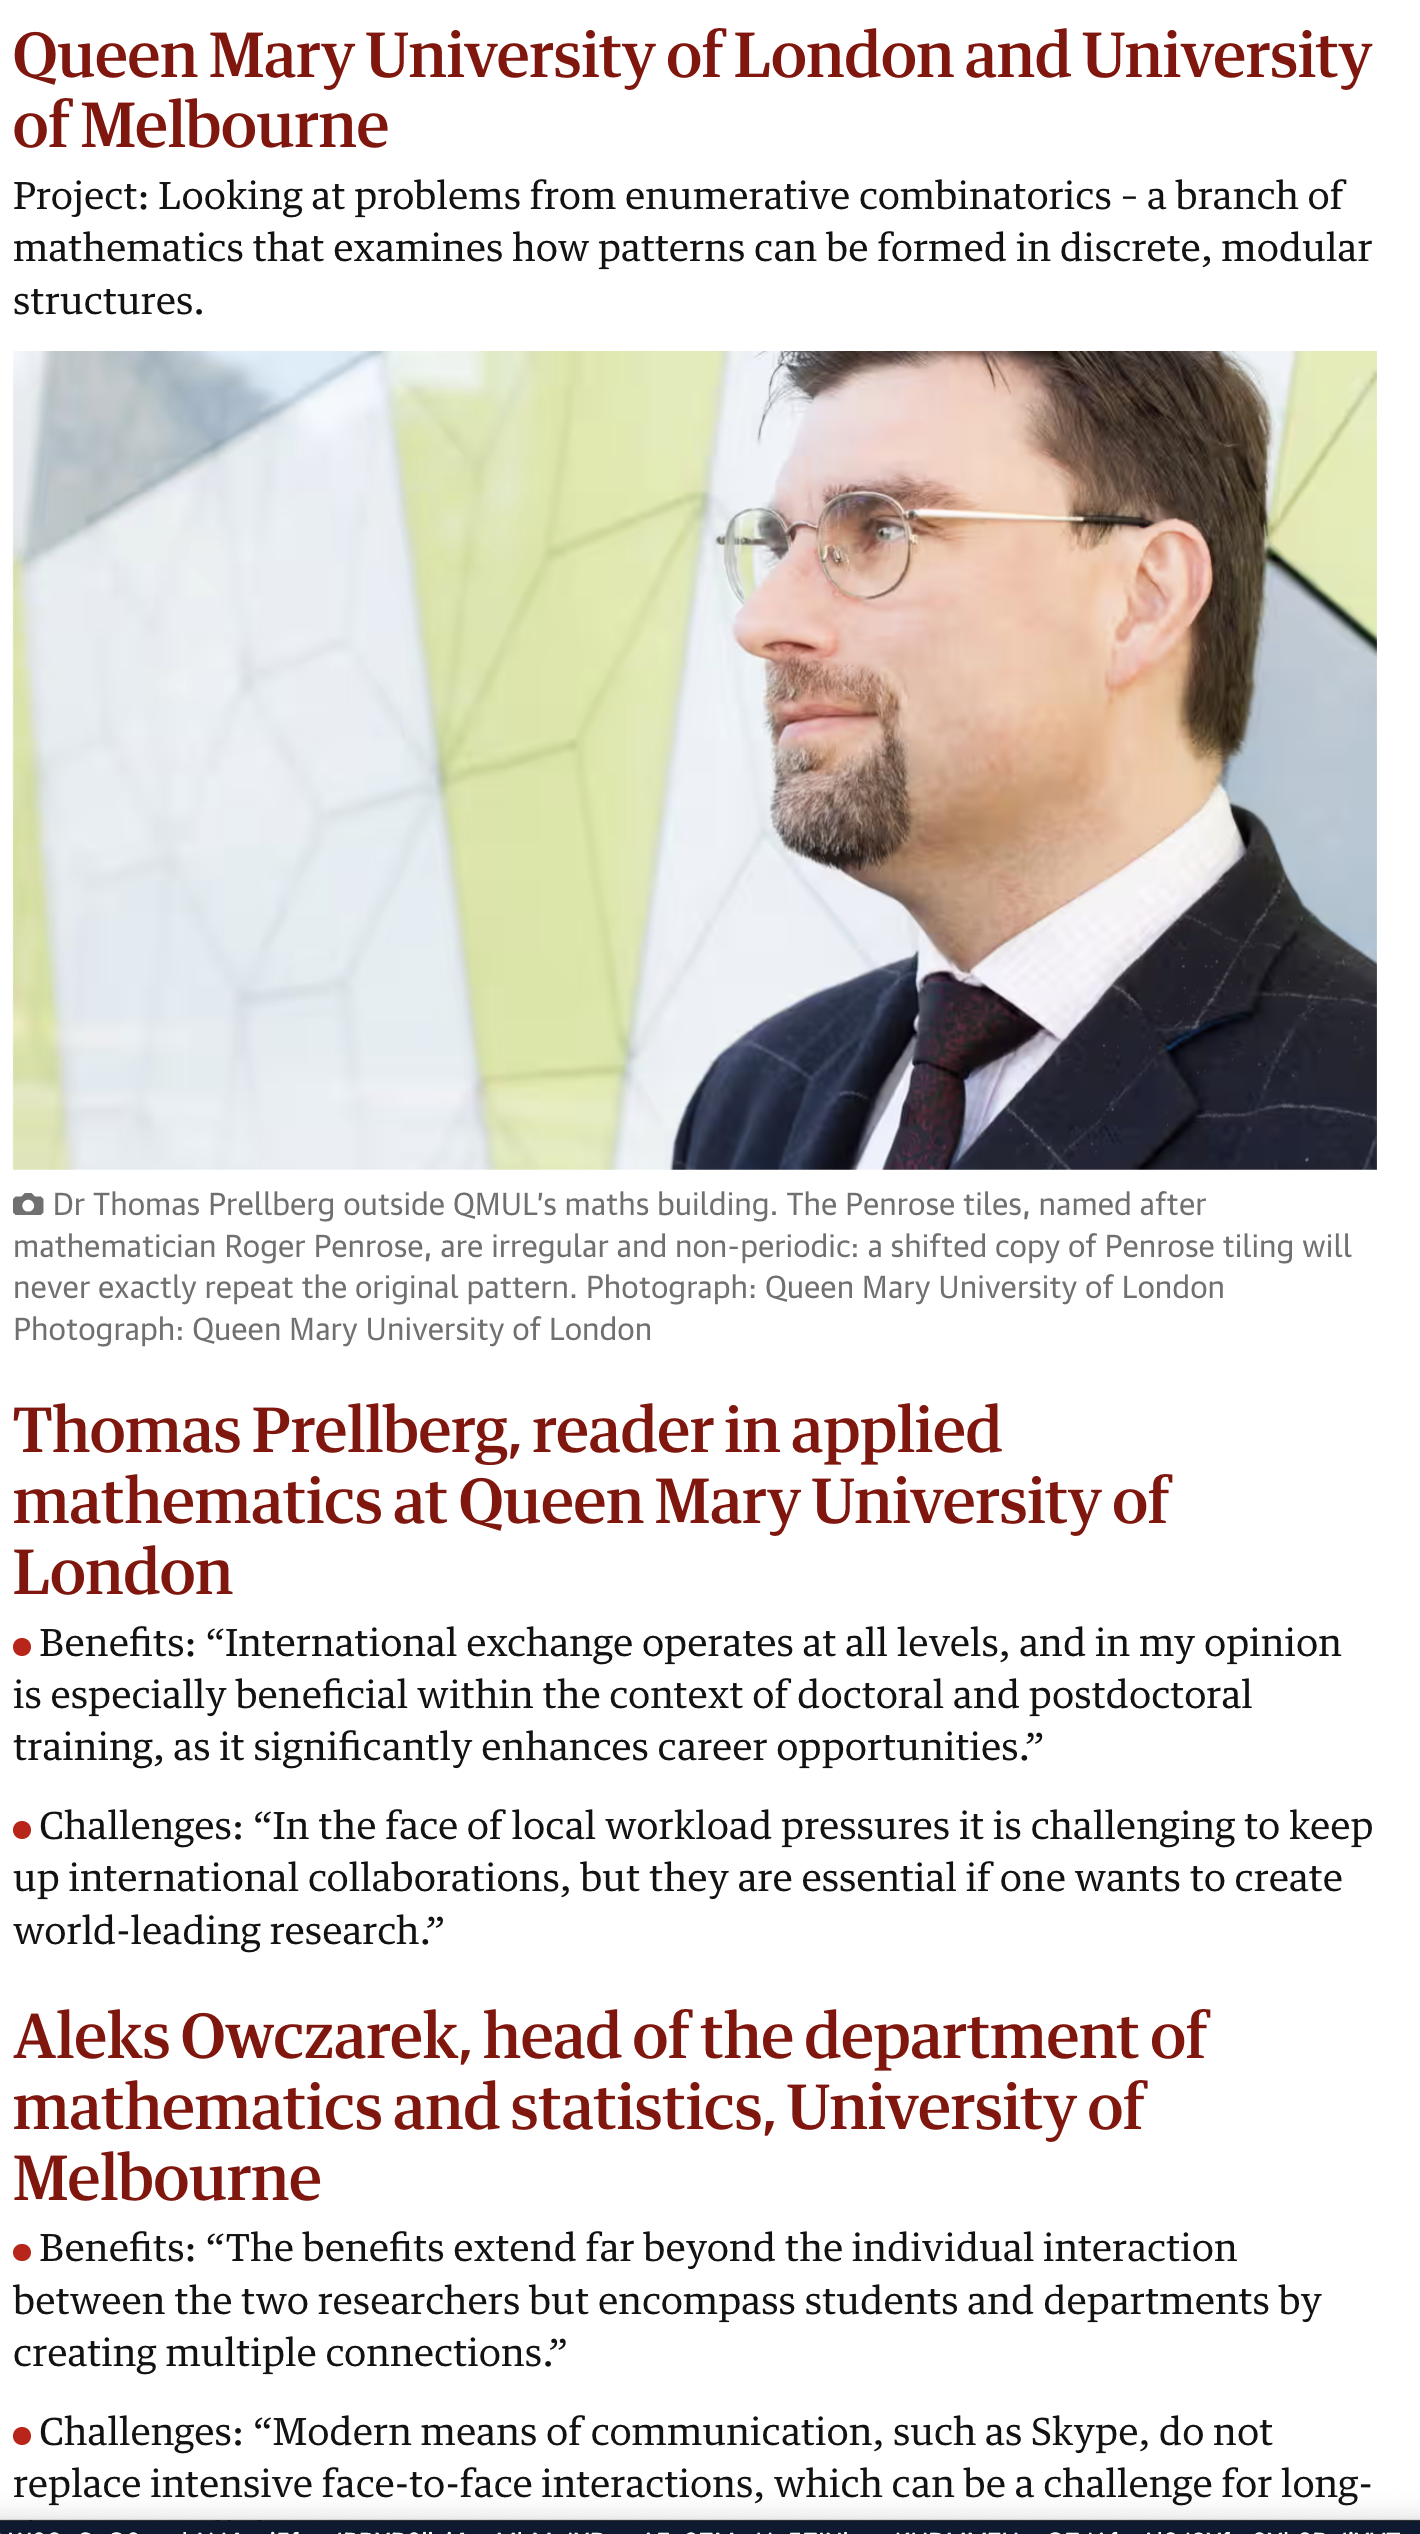 Queen Mary University of London and University
of Melbourne
Project: Looking at problems from enumerative combinatorics – a branch of
mathematics that examines how patterns can be formed in discrete, modular
structures.
Dr Thomas Prellberg outside QMUL’s maths building. The Penrose tiles, named after
mathematician Roger Penrose, are irregular and non-periodic: a shifted copy of Penrose tiling will
never exactly repeat the original pattern. Photograph: Queen Mary University of London
Photograph: Queen Mary University of London
Thomas Prellberg, reader in applied
mathematics at Queen Mary University of
London
● Benefits: “International exchange operates at all levels, and in my opinion
is especially beneficial within the context of doctoral and postdoctoral
training, as it significantly enhances career opportunities.”
● Challenges: “In the face of local workload pressures it is challenging to keep
up international collaborations, but they are essential if one wants to create
world-leading research.”
Aleks Owczarek, head of the department of
mathematics and statistics, University of
Melbourne
● Benefits: “The benefits extend far beyond the individual interaction
between the two researchers but encompass students and departments by
creating multiple connections.”
● Challenges: “Modern means of communication, such as Skype, do not
replace intensive face-to-face interactions, which can be a challenge for long-